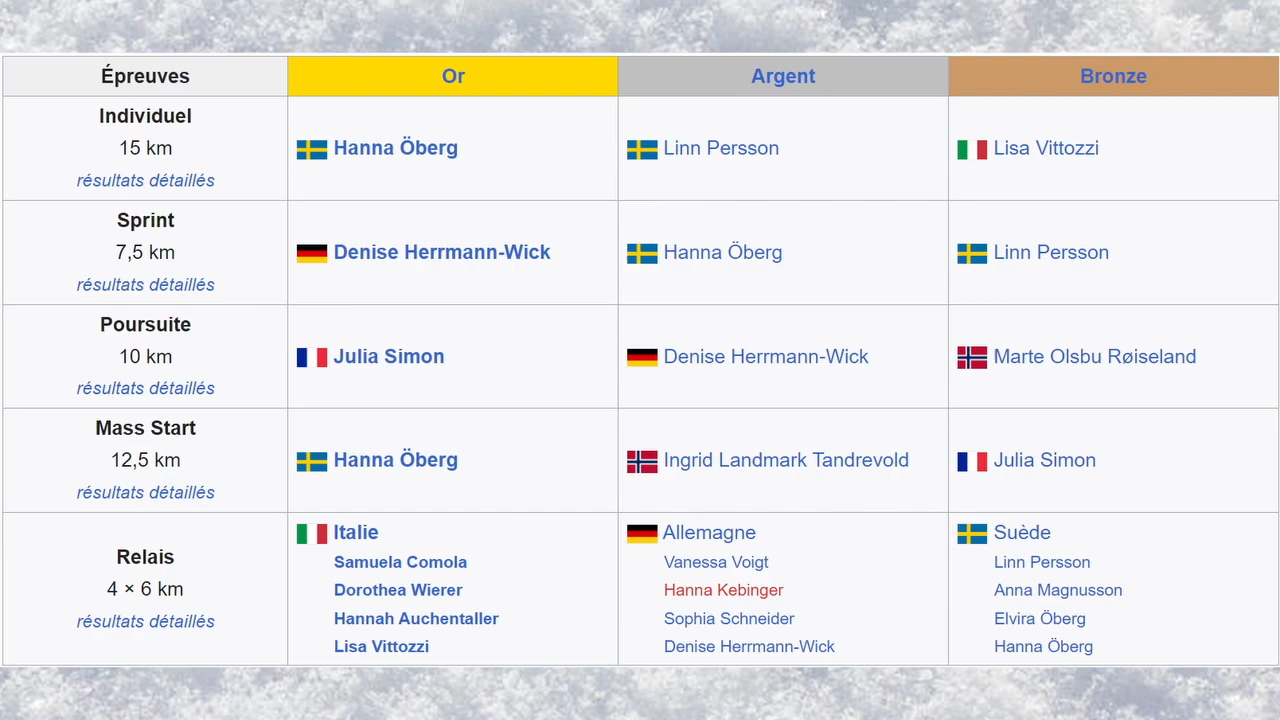 Épreuves Or Argent Bronze
Individuel
15 km
résultats détaillés
Hanna Öberg
Linn Persson
Lisa Vittozzi
Sprint
7,5 km
résultats détaillés
Denise Herrmann-Wick
Hanna Öberg
Linn Persson
Poursuite
10 km
résultats détaillés
Julia Simon
Denise Herrmann-Wick
Marte Olsbu Røiseland
Mass Start
12,5 km
résultats détaillés
Hanna Öberg
Ingrid Landmark Tandrevold
Julia Simon
Relais
4 × 6 km
résultats détaillés
Italie
Samuela Comola
Dorothea Wierer
Hannah Auchentaller
Lisa Vittozzi
Allemagne
Vanessa Voigt
Hanna Kebinger
Sophia Schneider
Denise Herrmann-Wick
Suède
Linn Persson
Anna Magnusson
Elvira Öberg
Hanna Öberg